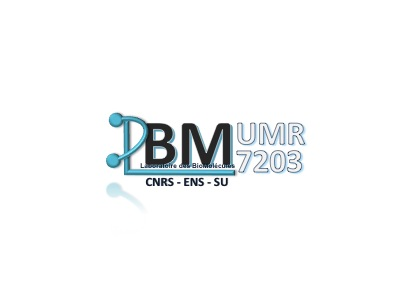 LBM UMR
7203
Laboratoire des BioMolécules
CNRS - ENS - SU